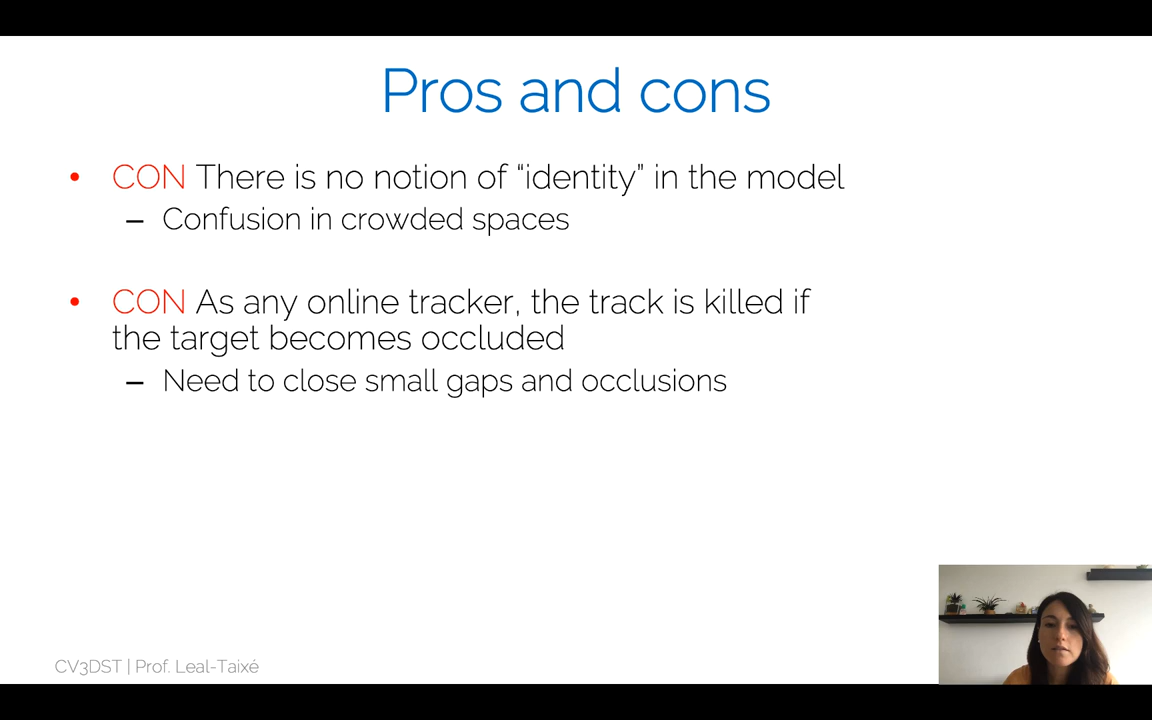 Pros and cons
• CON There is no notion of “identity” in the model
– Confusion in crowded spaces
• CON As any online tracker, the track is killed if
the target becomes occluded
– Need to close small gaps and occlusions
CV3DST | Prof. Leal-Taixé